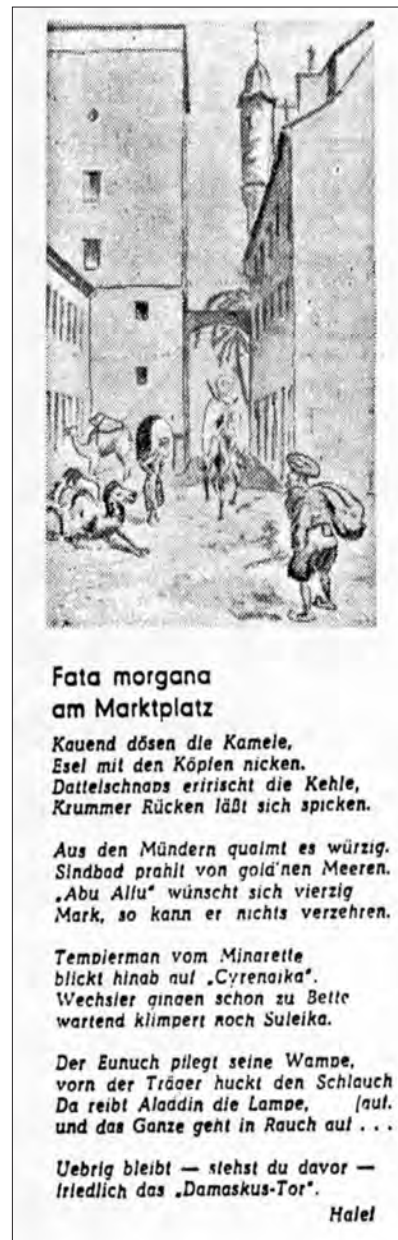 Fata morgana
am Marktplatz
Kauend dösen die Kamele,
Esel mit den Köpfen nicken.
Dattelschnaps erfrischt die Kehle,
Krummer Rücken läßt sich spicken.
Aus den Mündern qualmt es würzig.
Sindbad prahlt von gold'nen Meeren.
„Abu wünscht sich vierzig
Mark, so kann er nichts verzehren.
Templerman vom Minarette
blickt hinab auf „Cyrenaika".
Wechsler gingen schon zu Bette
wartend klimpert noch Suleika.
Der Eunuch pflegt seine Wampe,
vorn der Träger huckt den Schlauch
Da reibt Aladdin die Lampe, [auf.
und das Ganze geht in Rauch auf . . .
Uebrig bleibt — stehst du davor —
friedlich das „Damaskus-Tor".
Halef